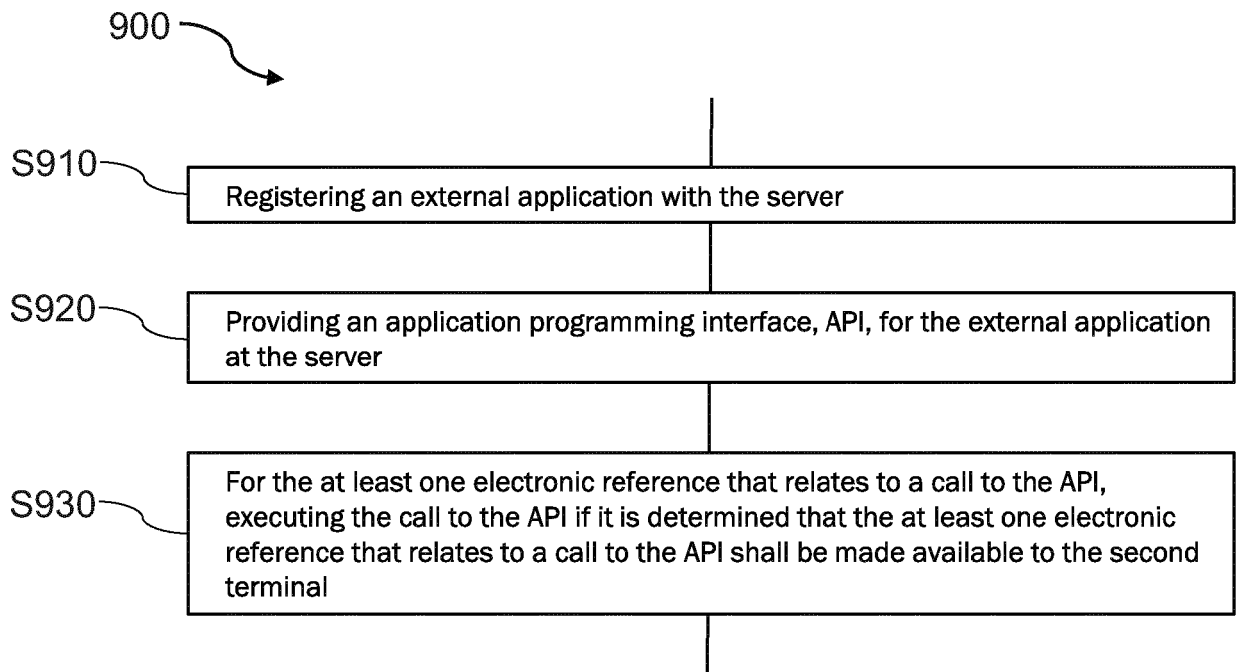 900
S910
Registering an external application with the server
S920
Providing an application programming interface, API, for the external application
at the server
S930
For the at least one electronic reference that relates to a call to the API,
executing the call to the API if it is determined that the at least one electronic
reference that relates to a call to the API shall be made available to the second
terminal